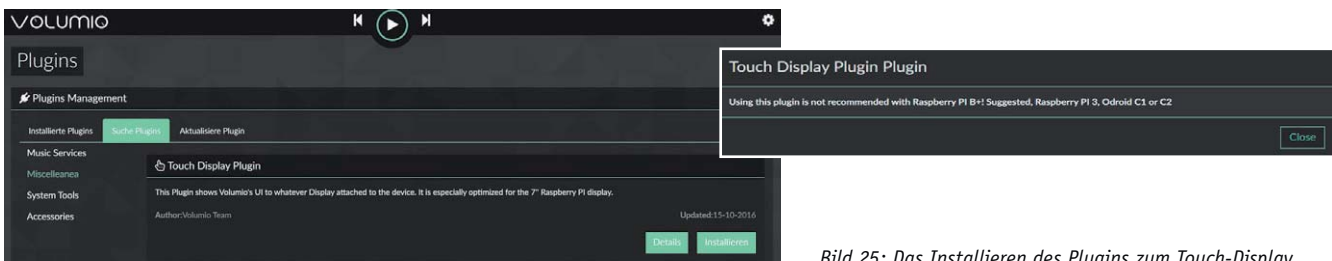 VOLUMIO
Plugins
Plugins Management
Installierte Plugins Suche Plugins Aktualisiere Plugin
Music Services
Miscelleanea
System Tools
Accessories
Touch Display Plugin
This Plugin shows Volumio's UI to whatever Display attached to the device. It is especially optimized for the 7" Raspberry PI display.
Author:Volumio Team Updated:15-10-2016
Details Installieren
Touch Display Plugin Plugin
Using this plugin is not recommended with Raspberry PI B+! Suggested, Raspberry PI 3, Odroid C1 or C2
Close
Bild 25: Das Installieren des Plugins zum Touch-Display